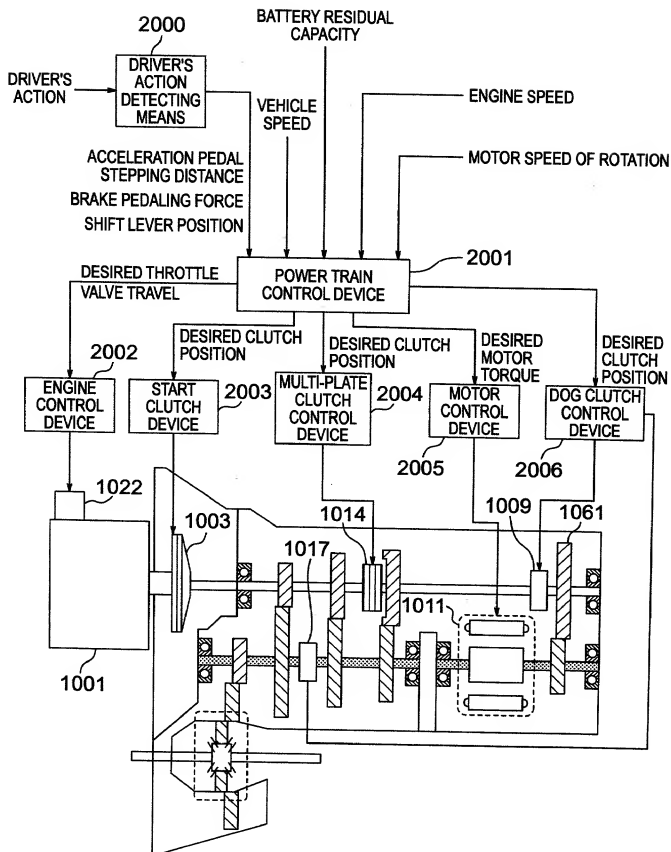 BATTERY RESIDUAL
CAPACITY
2000
DRIVER'S
ACTION
DRIVER'S
ACTION
DETECTING
MEANS
VEHICLE
SPEED
ENGINE SPEED
MOTOR SPEED OF ROTATION
ACCELERATION PEDAL
STEPPING DISTANCE
BRAKE PEDALING FORCE
SHIFT LEVER POSITION
2001
POWER TRAIN
CONTROL DEVICE
DESIRED THROTTLE
VALVE TRAVEL
DESIRED CLUTCH
POSITION
DESIRED CLUTCH
POSITION
DESIRED
MOTOR
TORQUE
DESIRED
CLUTCH
POSITION
2002
ENGINE
CONTROL
DEVICE
START
CLUTCH
DEVICE
2003
MULTI-PLATE
CLUTCH
CONTROL
DEVICE
2004
MOTOR
CONTROL
DEVICE
2005
DOG CLUTCH
CONTROL
DEVICE
2006
1022
1003
1014
1009
1061
1017
1011
1001